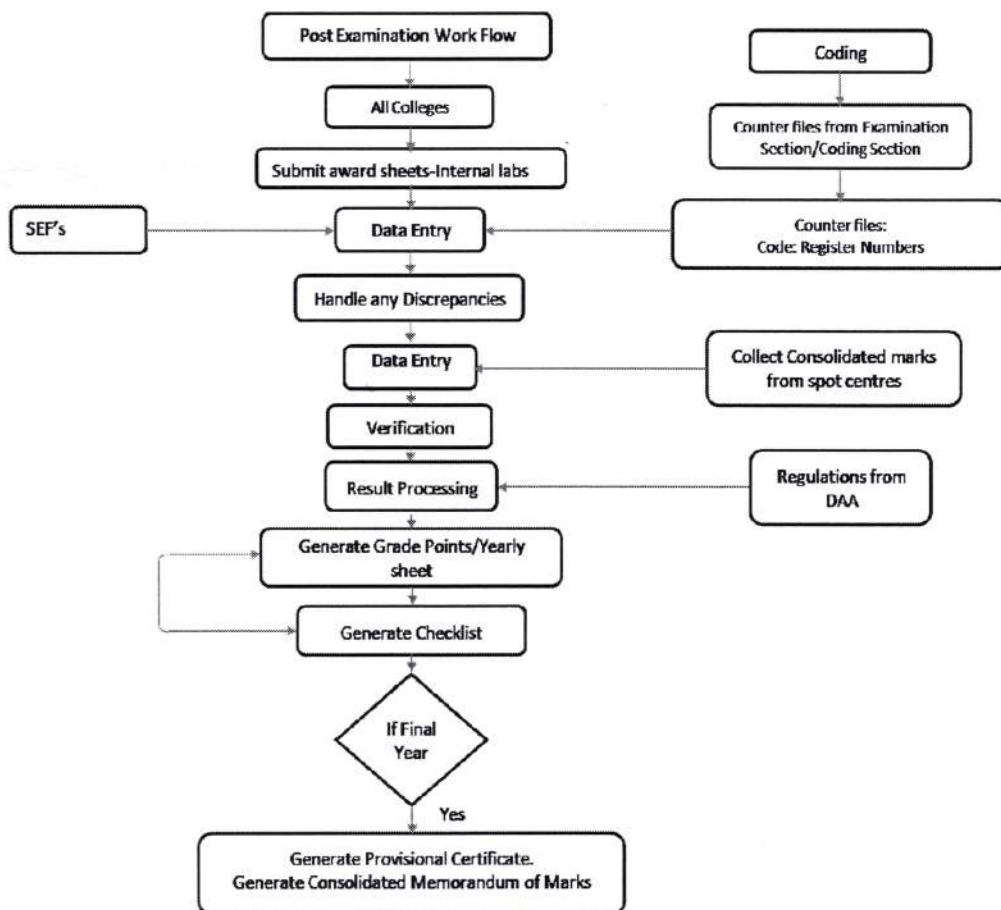 Post Examination Work Flow
Coding
All Colleges
Counter files from Examination
Section/Coding Section
Submit award sheets-Internal labs
SEF's
Data Entry
Counter files:
Code: Register Numbers
Handle any Discrepancies
Data Entry
Collect Consolidated marks
from spot centres
Verification
Result Processing
Regulations from
DAA
Generate Grade Points/Yearly
sheet
Generate Checklist
If Final
Year
Yes
Generate Provisional Certificate.
Generate Consolidated Memorandum of Marks